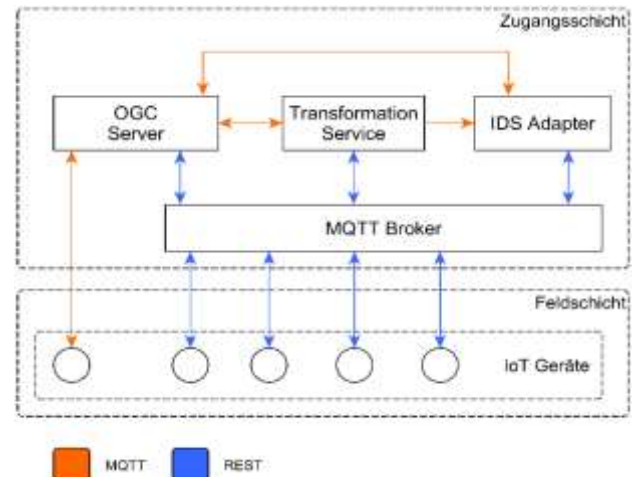 Zugangsschicht
OGC
Server
Transformation
Service
IDS Adapter
MQTT Broker
Feldschicht
IoT Geräte
MQTT
REST